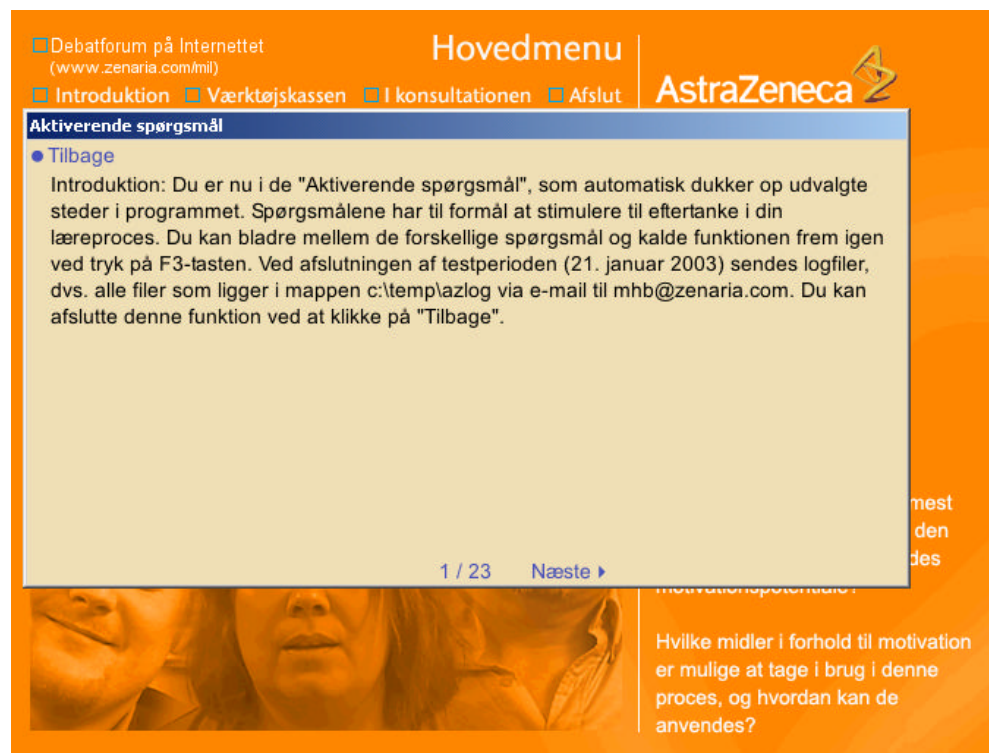 Debatforum på Internettet
(www.zenaria.com/mil)
Hovedmenu
Introduktion Værktøjskassen I konsultationen Afslut
AstraZeneca
Aktiverende spørgsmål
Tilbage
Introduktion: Du er nu i de "Aktiverende spørgsmål", som automatisk dukker op udvalgte
steder i programmet. Spørgsmålene har til formål at stimulere til eftertanke i din
læreproces. Du kan bladre mellem de forskellige spørgsmål og kalde funktionen frem igen
ved tryk på F3-tasten. Ved afslutningen af testperioden (21. januar 2003) sendes logfiler,
dvs. alle filer som ligger i mappen c:\temp\azlog via e-mail til mhb@zenaria.com. Du kan
afslutte denne funktion ved at klikke på "Tilbage".
1 / 23 Næste
mest
den
des
Hvilke midler i forhold til motivation
er mulige at tage i brug i denne
proces, og hvordan kan de
anvendes?